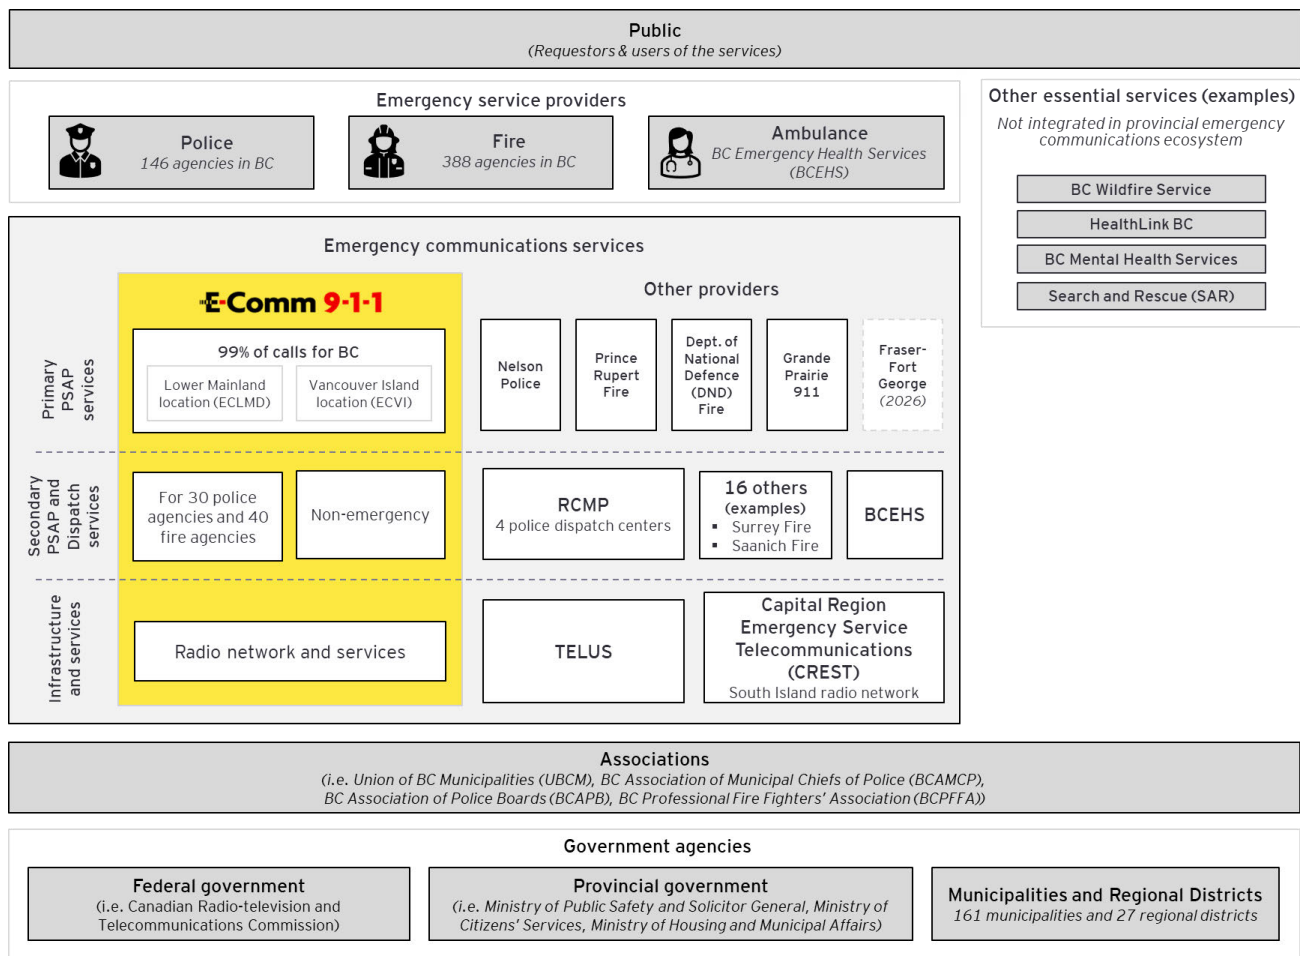 Public
(Requestors & users of the services)
Emergency service providers
Police
146 agencies in BC
Fire
388 agencies in BC
Ambulance
BC Emergency Health Services
(BCEHS)
Other essential services (examples)
Not integrated in provincial emergency
communications ecosystem
BC Wildfire Service
HealthLink BC
BC Mental Health Services
Search and Rescue (SAR)
Emergency communications services
E-Comm 9-1-1
Other providers
Primary
PSAP
services
99% of calls for BC
Lower Mainland
location (ECLMD)
Vancouver Island
location (ECVI)
Nelson
Police
Prince
Rupert
Fire
Dept. of
National
Defence
(DND)
Fire
Grande
Prairie
911
Fraser-
Fort
George
(2026)
Secondary
PSAP and
Dispatch
services
For 30 police
agencies and 40
fire agencies
Non-emergency
RCMP
4 police dispatch centers
16 others
(examples)
▪ Surrey Fire
▪ Saanich Fire
BCEHS
Infrastructure
and services
Radio network and services
TELUS
Capital Region
Emergency Service
Telecommunications
(CREST)
South Island radio network
Associations
(i.e. Union of BC Municipalities (UBCM), BC Association of Municipal Chiefs of Police (BCAMCP),
BC Association of Police Boards (BCAPB), BC Professional Fire Fighters' Association (BCPFFA))
Government agencies
Federal government
(i.e. Canadian Radio-television and
Telecommunications Commission)
Provincial government
(i.e. Ministry of Public Safety and Solicitor General, Ministry of
Citizens' Services, Ministry of Housing and Municipal Affairs)
Municipalities and Regional Districts
161 municipalities and 27 regional districts